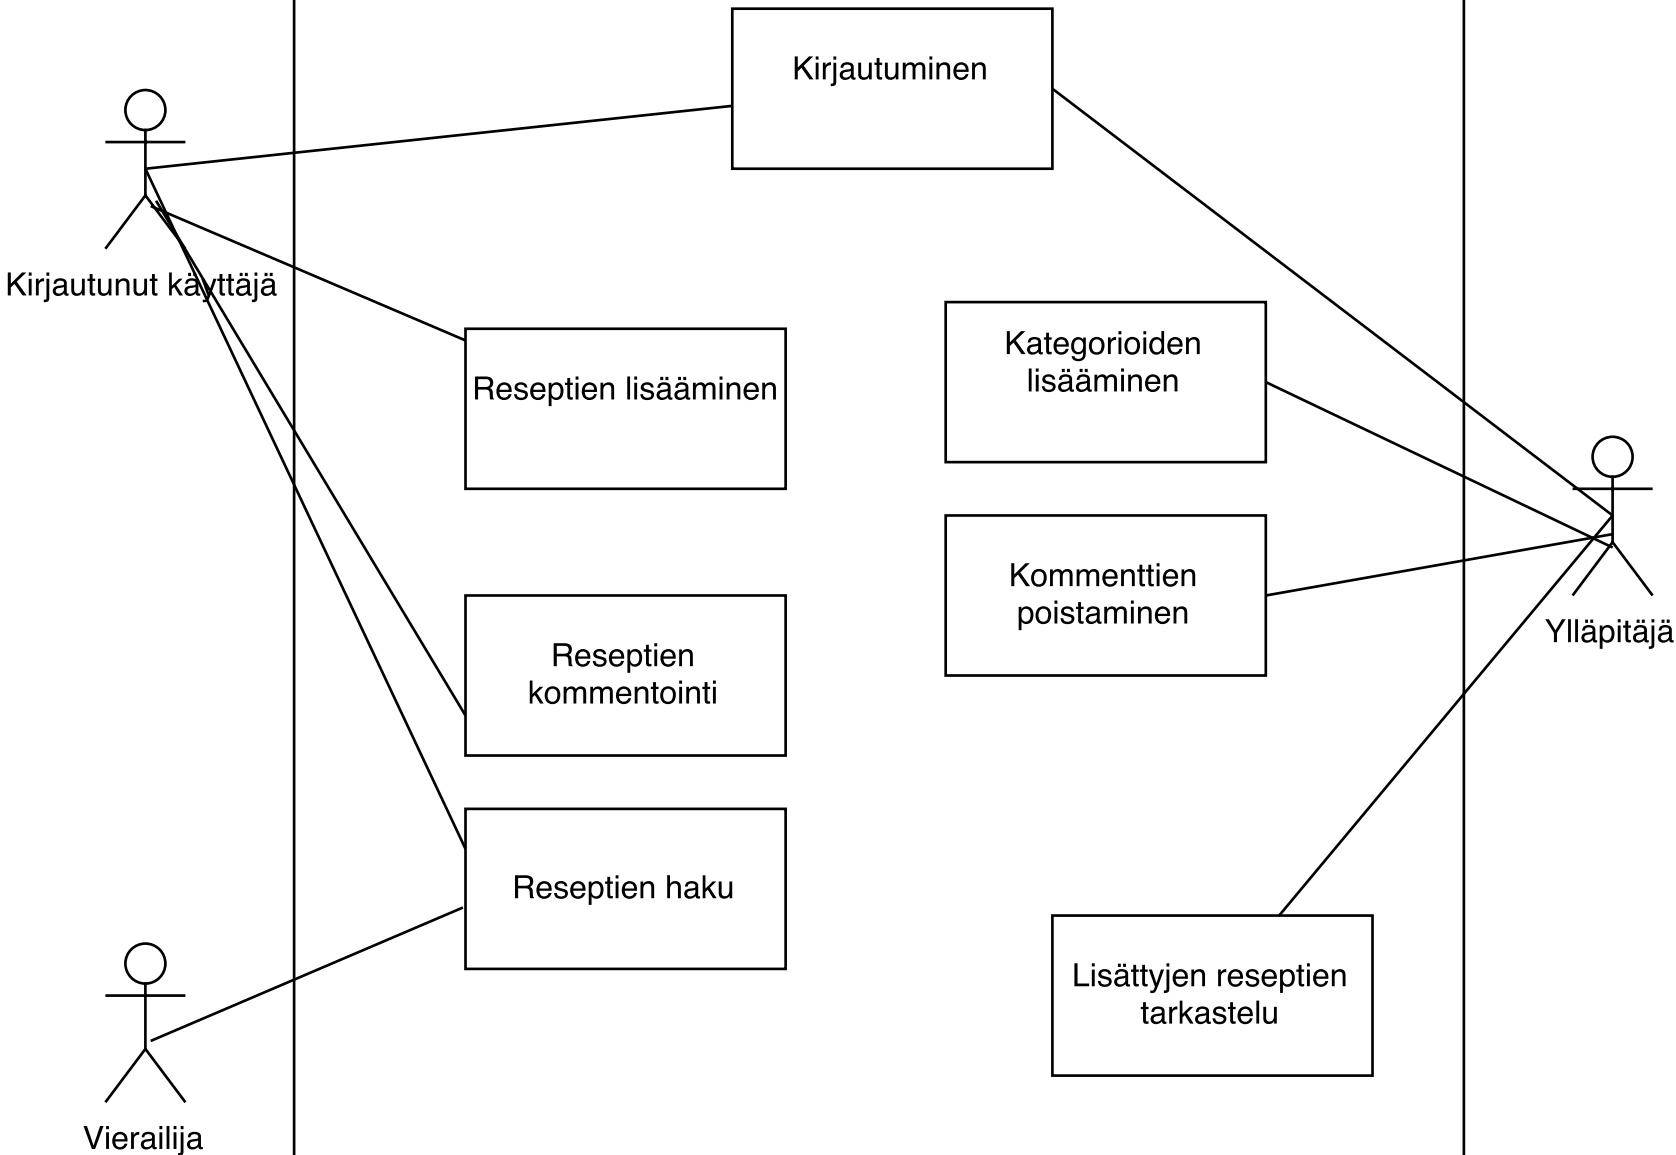 Kirjautuminen
Kirjautunut käyttäjä
Reseptien lisääminen
Kategorioiden
lisääminen
Kommenttien
poistaminen
Ylläpitäjä
Reseptien
kommentointi
Reseptien haku
Lisättyjen reseptien
tarkastelu
Vierailija